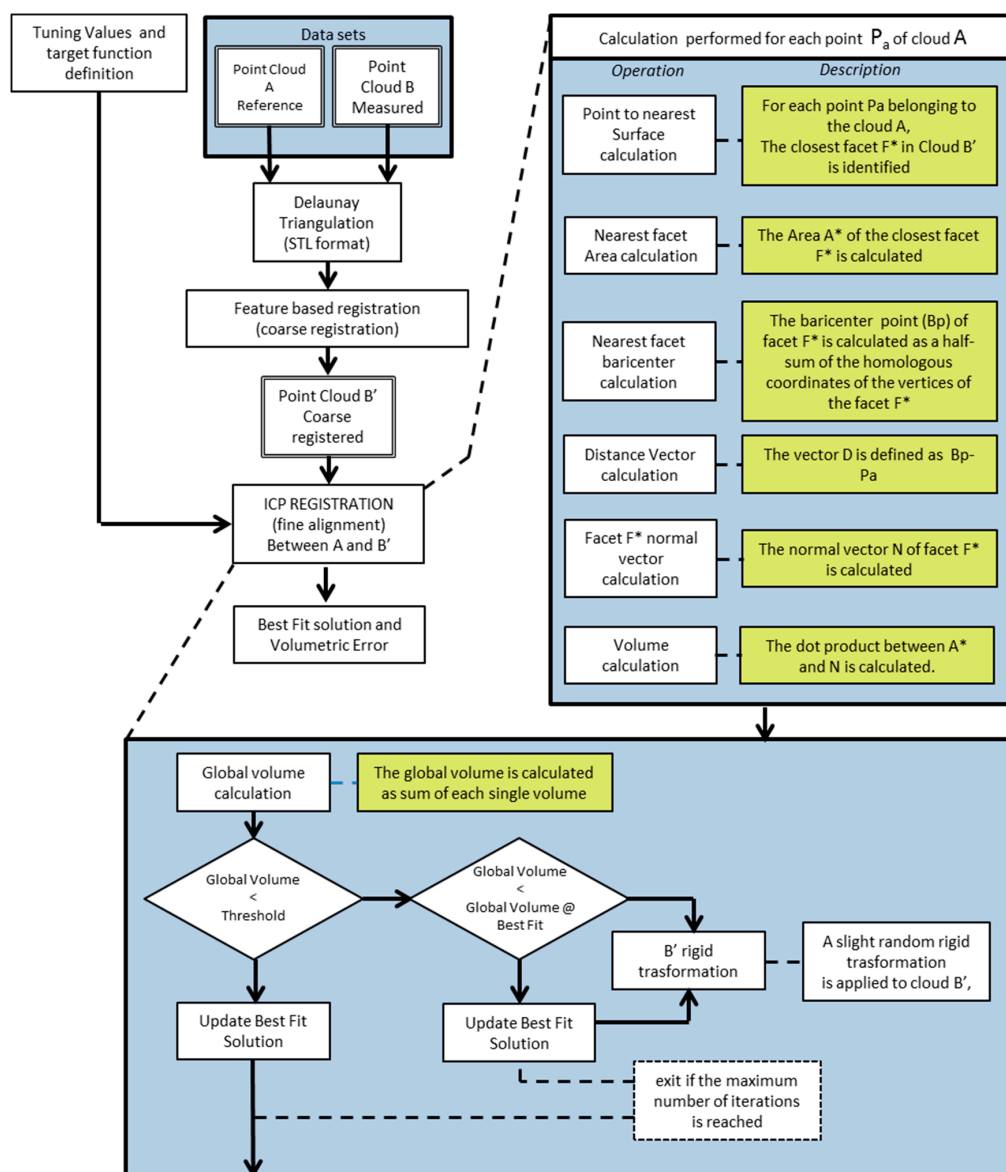 Tuning Values and
target function
definition
Data sets
Point Cloud
A
Reference
Point
Cloud B
Measured
Delaunay
Triangulation
(STL format)
Feature based registration
(coarse registration)
Point Cloud B’
Coarse
registered
ICP REGISTRATION
(fine alignment)
Between A and B’
Best Fit solution and
Volumetric Error
Calculation performed for each point Pa of cloud A
Operation
Description
Point to nearest
Surface
calculation
For each point Pa belonging to
the cloud A,
The closest facet F* in Cloud B’
is identified
Nearest facet
Area calculation
The Area A* of the closest facet
F* is calculated
Nearest facet
baricenter
calculation
The baricenter point (Bp) of
facet F* is calculated as a half-
sum of the homologous
coordinates of the vertices of
the facet F*
Distance Vector
calculation
The vector D is defined as Bp-
Pa
Facet F* normal
vector
calculation
The normal vector N of facet F*
is calculated
Volume
calculation
The dot product between A*
and N is calculated.
Global volume
calculation
The global volume is calculated
as sum of each single volume
Global Volume
<
Threshold
Global Volume
<
Global Volume @
Best Fit
B’ rigid
trasformation
A slight random rigid
trasformation
is applied to cloud B’,
Update Best Fit
Solution
Update Best Fit
Solution
exit if the maximum
number of iterations
is reached